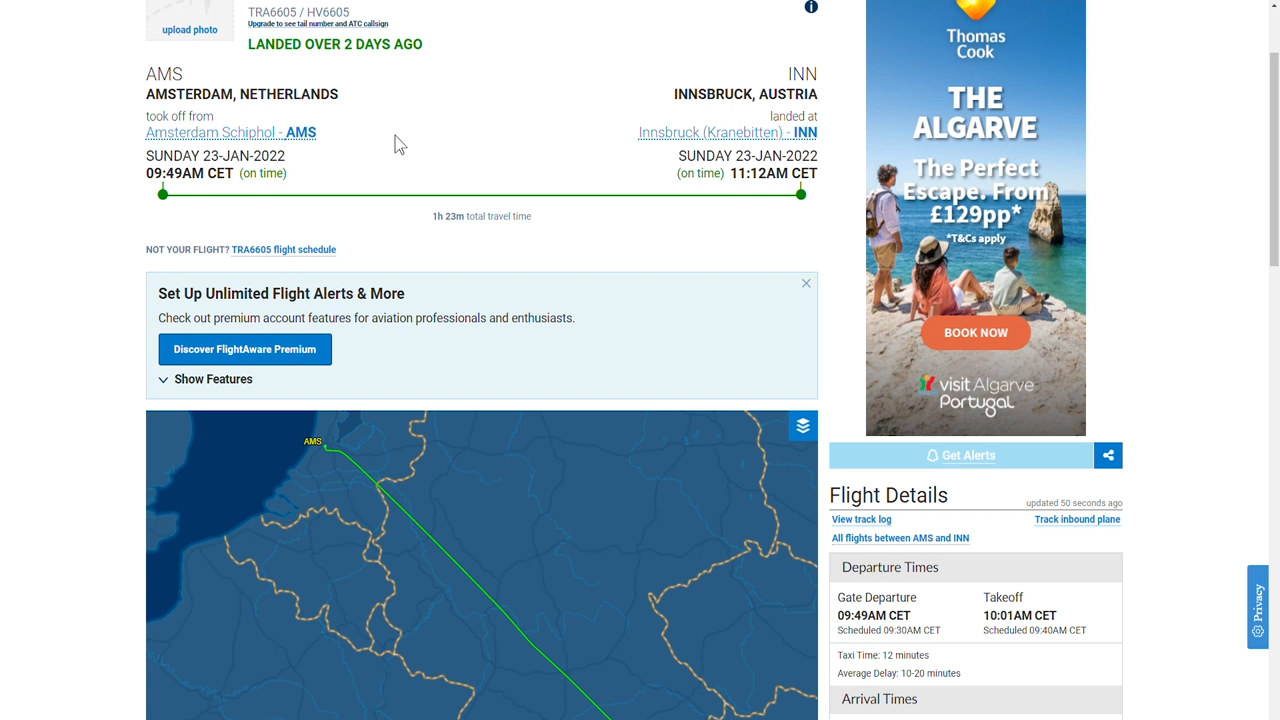 upload photo
TRA6605 / HV6605
Upgrade to see tail number and ATC callsign
LANDED OVER 2 DAYS AGO
AMS
AMSTERDAM, NETHERLANDS
took off from
Amsterdam Schiphol - AMS
SUNDAY 23-JAN-2022
09:49AM CET (on time)
INN
INNSBRUCK, AUSTRIA
landed at
Innsbruck (Kranebitten) - INN
SUNDAY 23-JAN-2022
(on time) 11:12AM CET
1h 23m total travel time
NOT YOUR FLIGHT? TRA6605 flight schedule
Set Up Unlimited Flight Alerts & More
Check out premium account features for aviation professionals and enthusiasts.
Discover FlightAware Premium
Show Features
AMS
Thomas
Cook
THE
ALGARVE
The Perfect
Escape. From
£129pp*
*T&Cs apply
BOOK NOW
visit Algarve
Portugal
Get Alerts
Flight Details
updated 50 seconds ago
View track log
Track inbound plane
All flights between AMS and INN
Departure Times
Gate Departure
09:49AM CET
Scheduled 09:30AM CET
Takeoff
10:01AM CET
Scheduled 09:40AM CET
Taxi Time: 12 minutes
Average Delay: 10-20 minutes
Arrival Times
Privacy